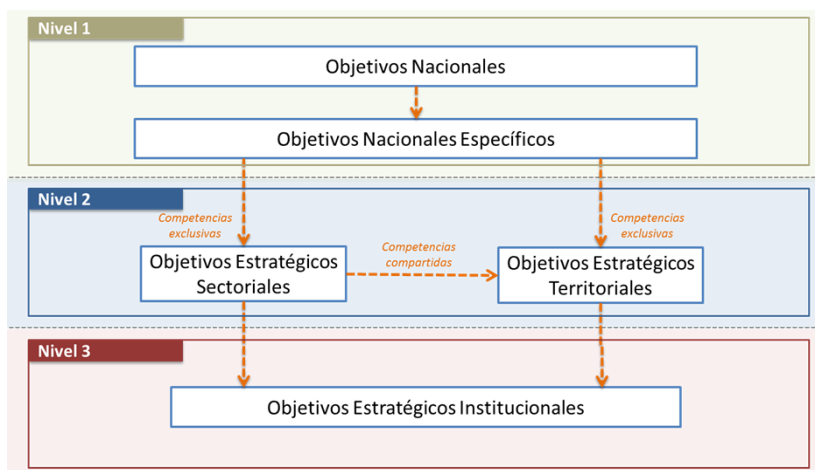 Nivel 1
Objetivos Nacionales
Objetivos Nacionales Específicos
Nivel 2
Competencias
exclusivas
Competencias
exclusivas
Competencias
compartidas
Objetivos Estratégicos
Sectoriales
Objetivos Estratégicos
Territoriales
Nivel 3
Objetivos Estratégicos Institucionales